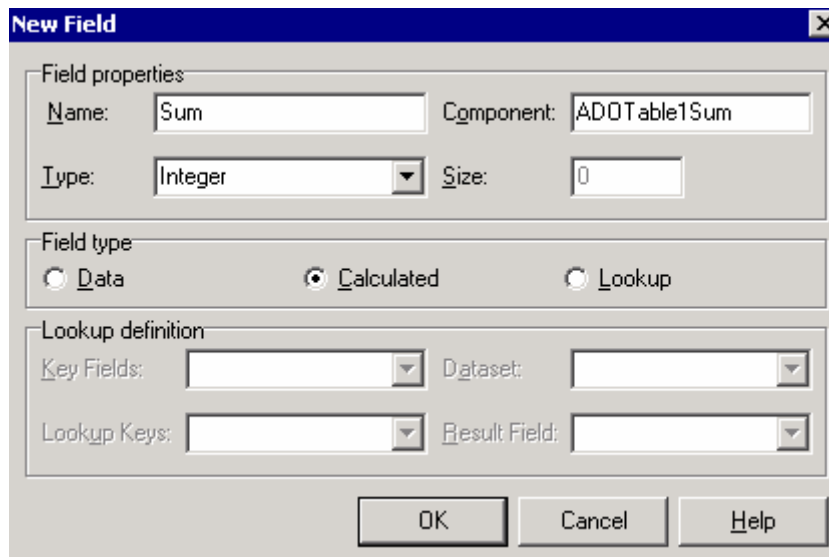 New Field
Field properties
Name: Sum Component: ADOTable1Sum
Type: Integer Size: 0
Field type
Data Calculated Lookup
Lookup definition
Key Fields: Dataset:
Lookup Keys: Result Field:
OK Cancel Help